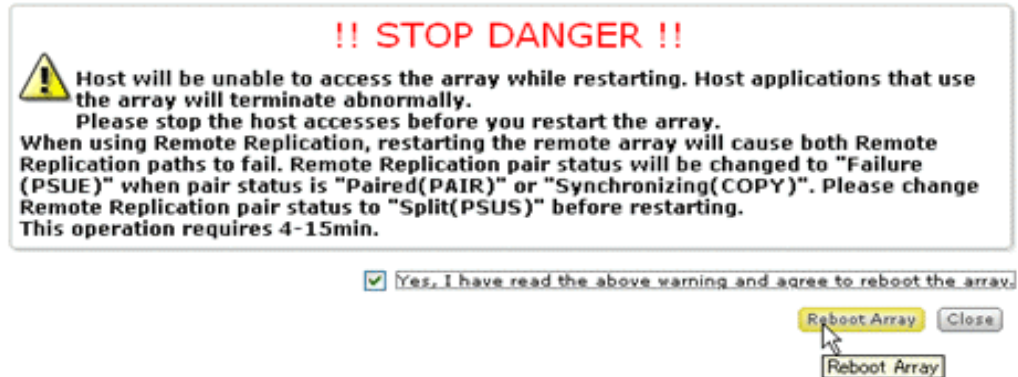 !! STOP DANGER !!
Host will be unable to access the array while restarting. Host applications that use
the array will terminate abnormally.
Please stop the host accesses before you restart the array.
When using Remote Replication, restarting the remote array will cause both Remote
Replication paths to fail. Remote Replication pair status will be changed to "Failure
(PSUE)" when pair status is "Paired(PAIR)" or "Synchronizing(COPY)". Please change
Remote Replication pair status to "Split(PSUS)" before restarting.
This operation requires 4-15min.
Yes, I have read the above warning and agree to reboot the array.
Reboot Array Close
Reboot Array